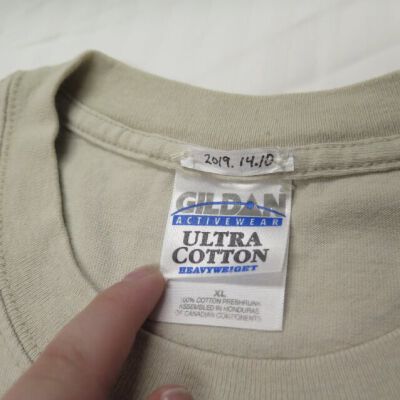 2019.14.10
GILDAN
ACTIVEWEAR
ULTRA
COTTON
HEAVYWEIGHT
XL
100% COTTON PRESHRUNK
ASSEMBLED IN HONDURAS
OF CANADIAN COMPONENTS